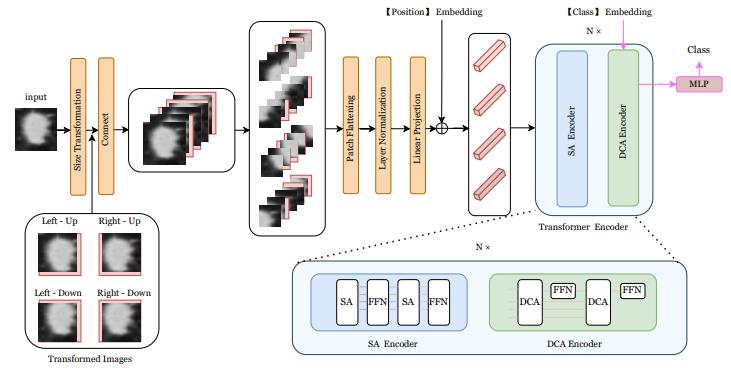 【Position】 Embedding
【Class】 Embedding
N ×
Class
input
MLP
Size Transformation
Connect
Patch Flattening
Layer Normalization
Linear Projection
SA Encoder
DCA Encoder
Left - Up
Right - Up
Transformer Encoder
N ×
Left - Down
Right - Down
SA
FFN
SA
FFN
DCA
FFN
DCA
FFN
SA Encoder
DCA Encoder
Transformed Images